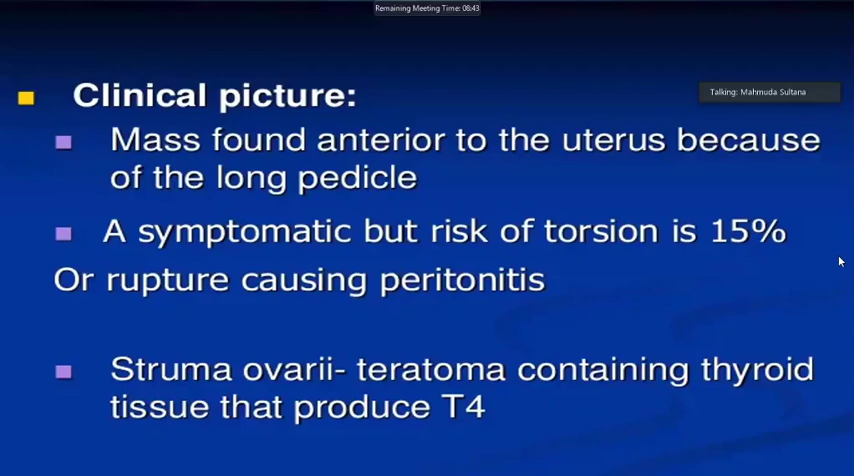 Remaining Meeting Time: 08:43
Clinical picture:
Talking: Mahmuda Sultana
Mass found anterior to the uterus because
of the long pedicle
A symptomatic but risk of torsion is 15%
Or rupture causing peritonitis
Struma ovarii- teratoma containing thyroid
tissue that produce T4